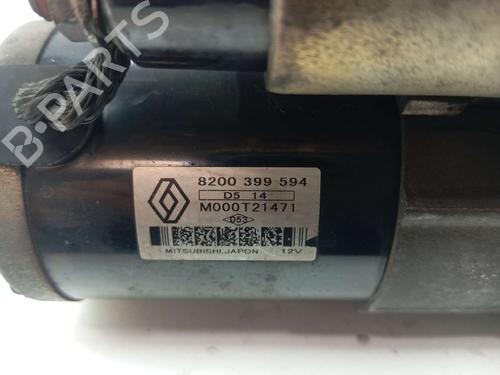 B-PARTS
8200 399 594
D5 14
M000T21471
<053>
MITSUBISHI.JAPON 12V